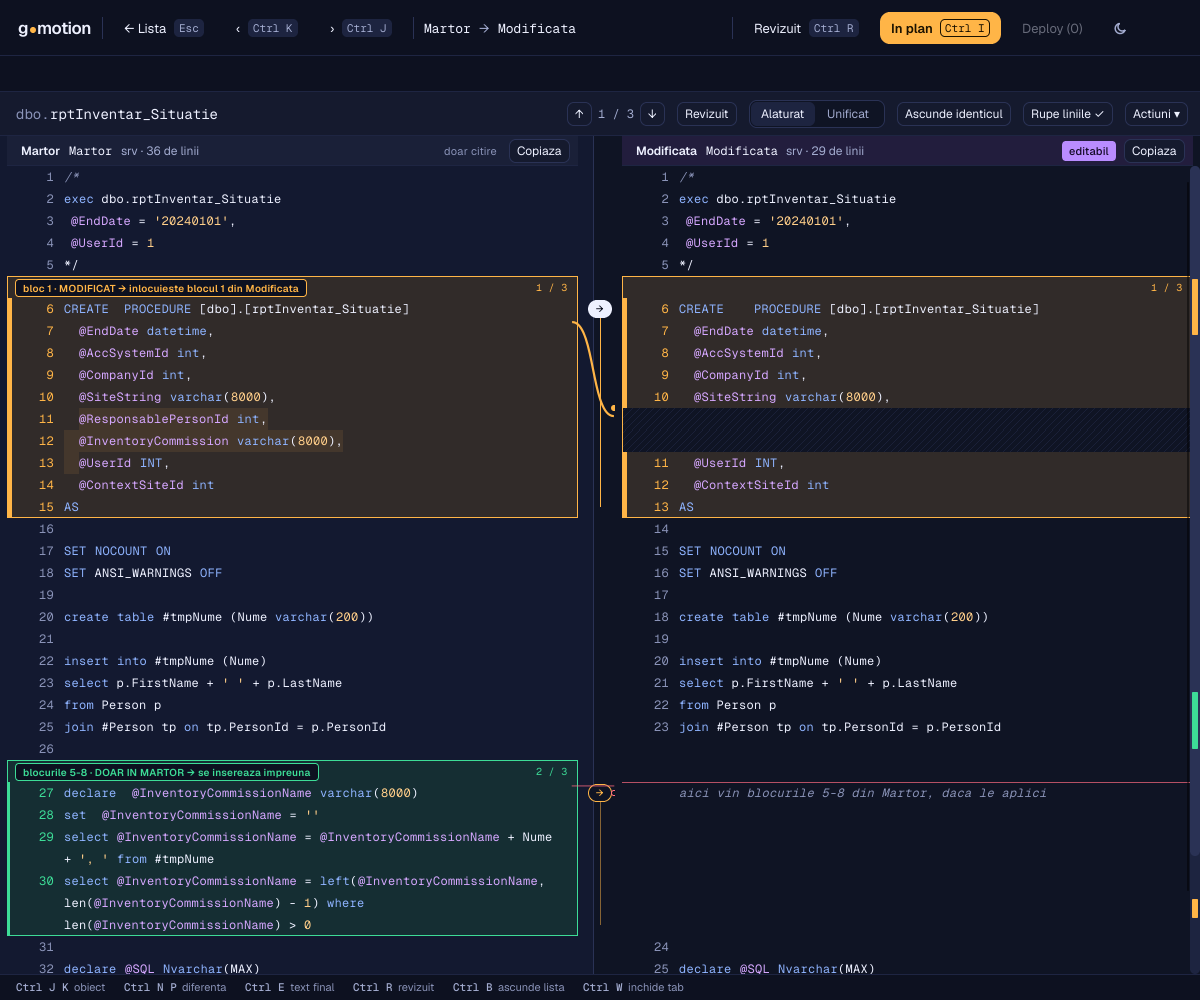 g•motion
← Lista Esc ‹ Ctrl K › Ctrl J Martor → Modificata Revizuit Ctrl R In plan Ctrl I Deploy (0)
dbo.rptInventar_Situatie ↑ 1 / 3 ↓ Revizuit Alaturat Unificat Ascunde identicul Rupe liniile ✓ Actiuni ▾
Martor Martor srv · 36 de linii doar citire Copiaza
1 /*
2 exec dbo.rptInventar_Situatie
3 @EndDate = '20240101',
4 @UserId = 1
5 */
bloc 1 · MODIFICAT → inlocuieste blocul 1 din Modificata 1 / 3
6 CREATE  PROCEDURE [dbo].[rptInventar_Situatie]
7 @EndDate datetime,
8 @AccSystemId int,
9 @CompanyId int,
10 @SiteString varchar(8000),
11 @ResponsablePersonId int,
12 @InventoryCommission varchar(8000),
13 @UserId INT,
14 @ContextSiteId int
15 AS
16
17 SET NOCOUNT ON
18 SET ANSI_WARNINGS OFF
19
20 create table #tmpNume (Nume varchar(200))
21
22 insert into #tmpNume (Nume)
23 select p.FirstName + ' ' + p.LastName
24 from Person p
25 join #Person tp on tp.PersonId = p.PersonId
26
blocurile 5-8 · DOAR IN MARTOR → se insereaza impreuna 2 / 3
27 declare  @InventoryCommissionName varchar(8000)
28 set  @InventoryCommissionName = ''
29 select @InventoryCommissionName = @InventoryCommissionName + Nume
+ ', ' from #tmpNume
30 select @InventoryCommissionName = left(@InventoryCommissionName,
len(@InventoryCommissionName) - 1) where
len(@InventoryCommissionName) > 0
31
32 declare @SQL Nvarchar(MAX)
→
→
Modificata Modificata srv · 29 de linii editabil Copiaza
1 /*
2 exec dbo.rptInventar_Situatie
3 @EndDate = '20240101',
4 @UserId = 1
5 */
1 / 3
6 CREATE    PROCEDURE [dbo].[rptInventar_Situatie]
7 @EndDate datetime,
8 @AccSystemId int,
9 @CompanyId int,
10 @SiteString varchar(8000),
11 @UserId INT,
12 @ContextSiteId int
13 AS
14
15 SET NOCOUNT ON
16 SET ANSI_WARNINGS OFF
17
18 create table #tmpNume (Nume varchar(200))
19
20 insert into #tmpNume (Nume)
21 select p.FirstName + ' ' + p.LastName
22 from Person p
23 join #Person tp on tp.PersonId = p.PersonId
aici vin blocurile 5-8 din Martor, daca le aplici
24
25 declare @SQL Nvarchar(MAX)
Ctrl J K obiect Ctrl N P diferenta Ctrl E text final Ctrl R revizuit Ctrl B ascunde lista Ctrl W inchide tab